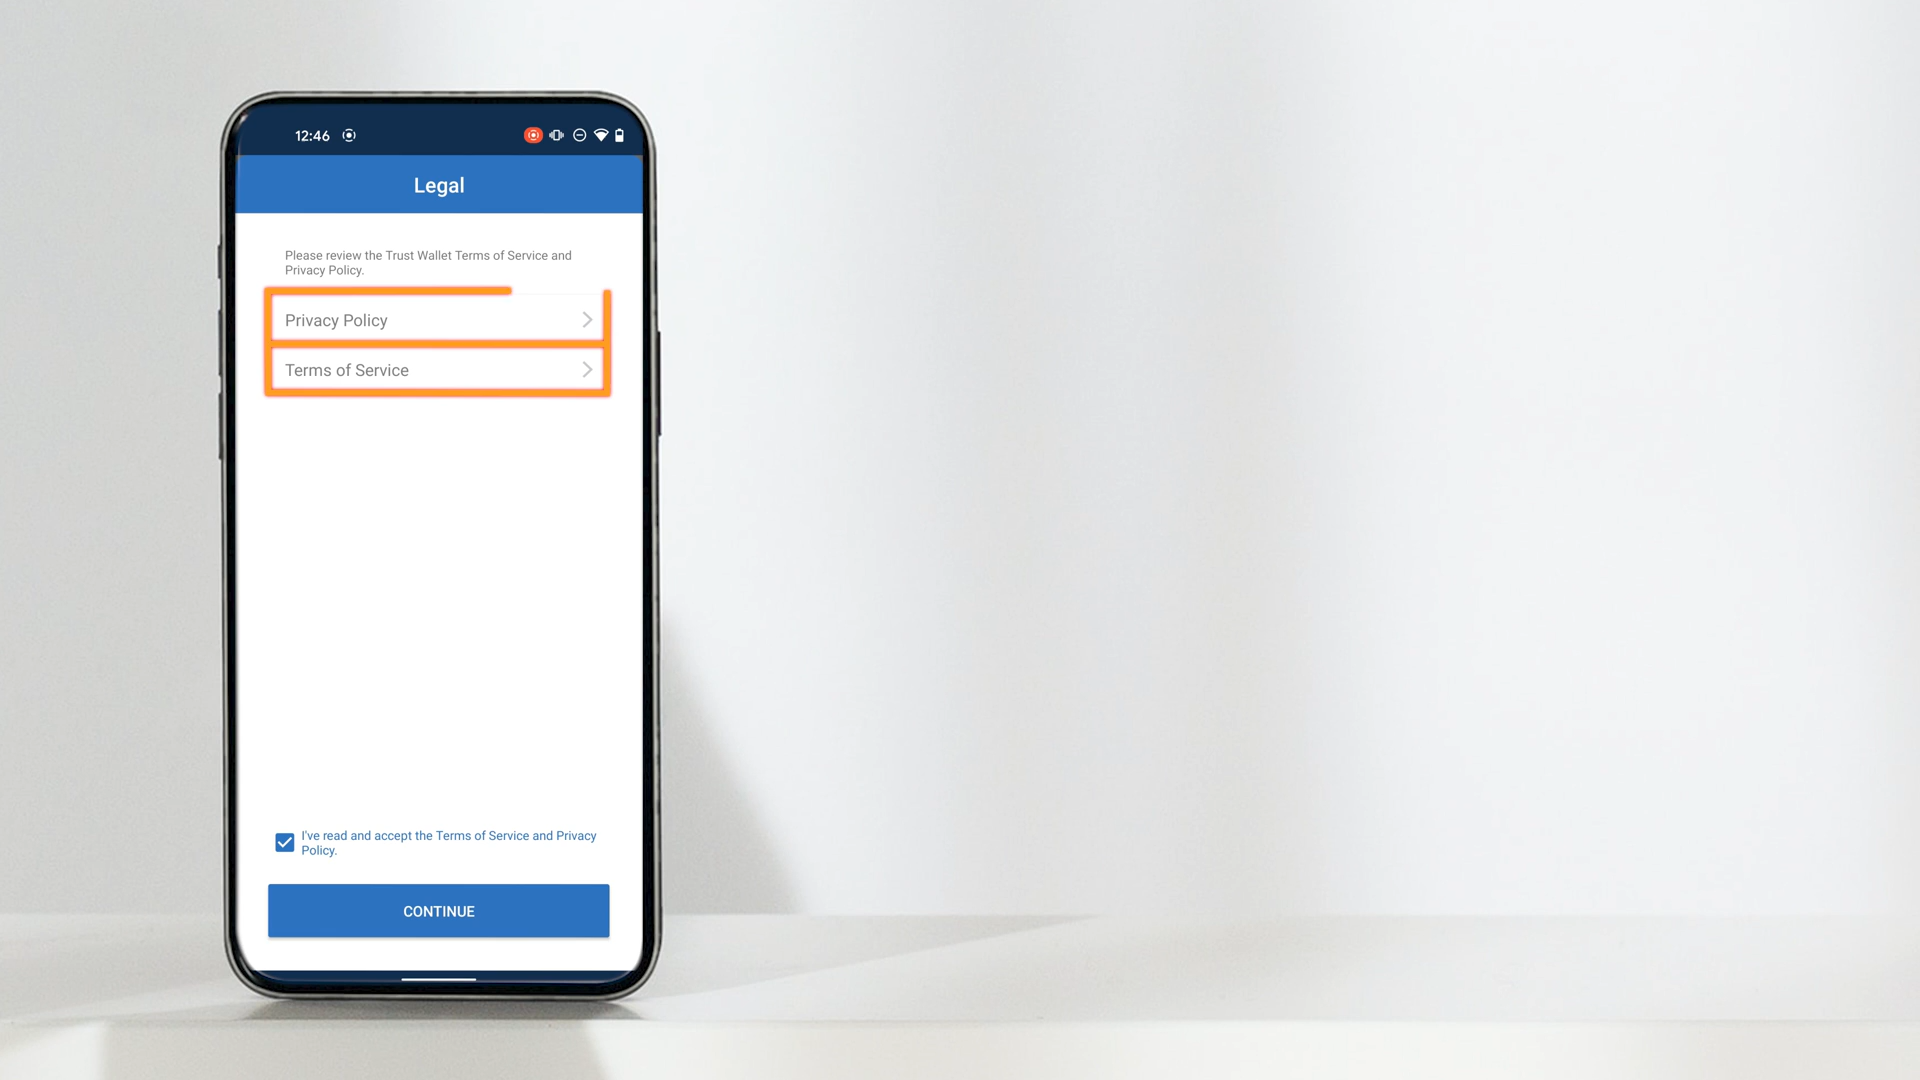 12:46
Legal
Please review the Trust Wallet Terms of Service and
Privacy Policy.
Privacy Policy
Terms of Service
I've read and accept the Terms of Service and Privacy
Policy.
CONTINUE